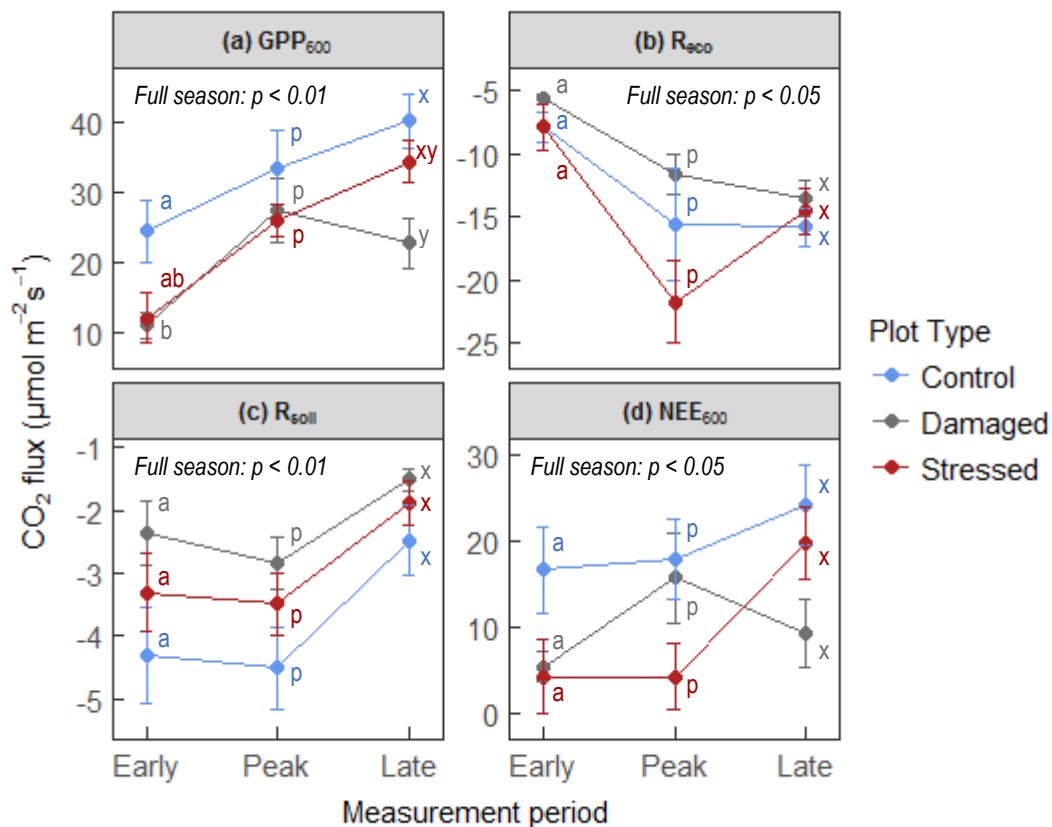 (a) GPP₆₀₀
Full season: p < 0.01
40
30
20
10
x
p
a
xy
p
p
ab
y
b
(b) Rₑ꜀ₒ
Full season: p < 0.05
-5
-10
-15
-20
-25
a
a
a
p
p
p
x
x
x
(c) Rₛₒᵢₗ
Full season: p < 0.01
-1
-2
-3
-4
-5
a
a
a
p
p
p
x
x
x
(d) NEE₆₀₀
Full season: p < 0.05
30
20
10
0
a
a
a
p
p
p
x
x
x
CO₂ flux (μmol m⁻² s⁻¹)
Early Peak Late
Early Peak Late
Measurement period
Plot Type
Control
Damaged
Stressed